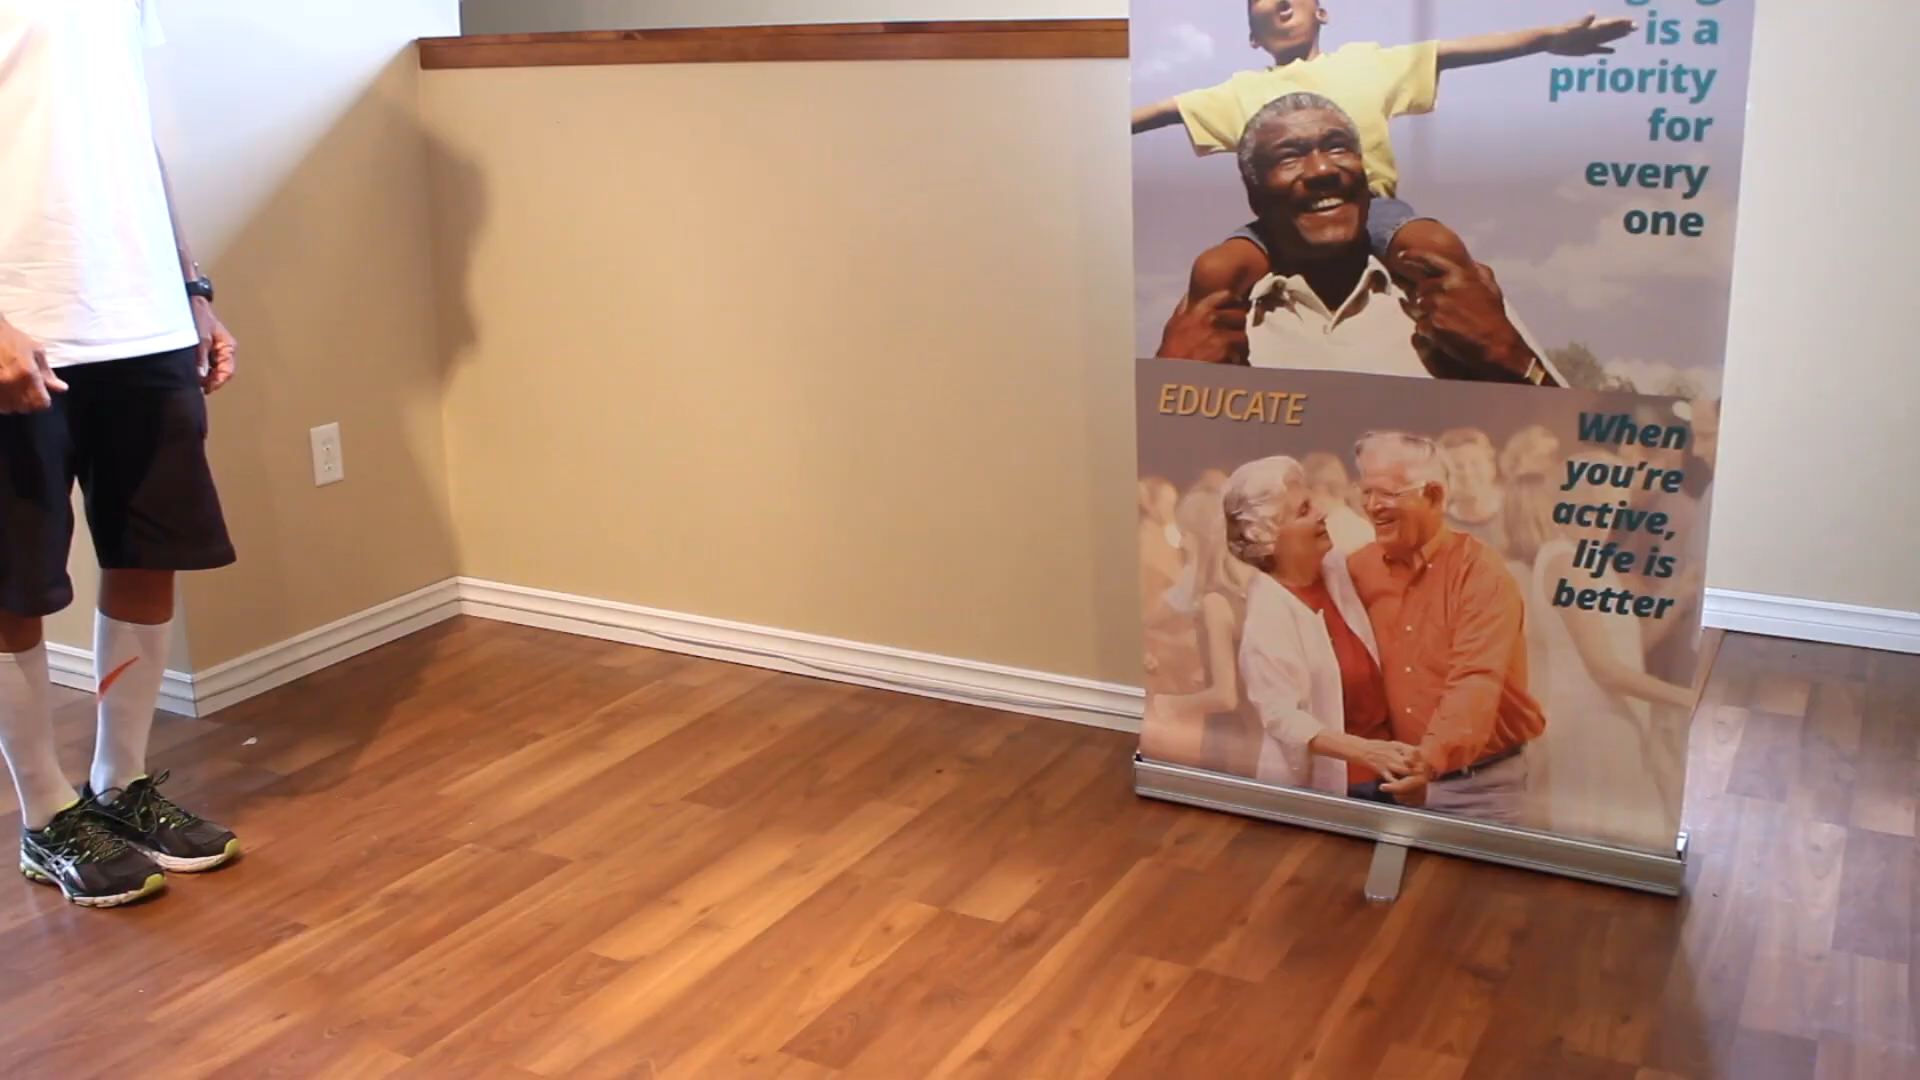 is a
priority
for
every
one
EDUCATE
When
you're
active,
life is
better